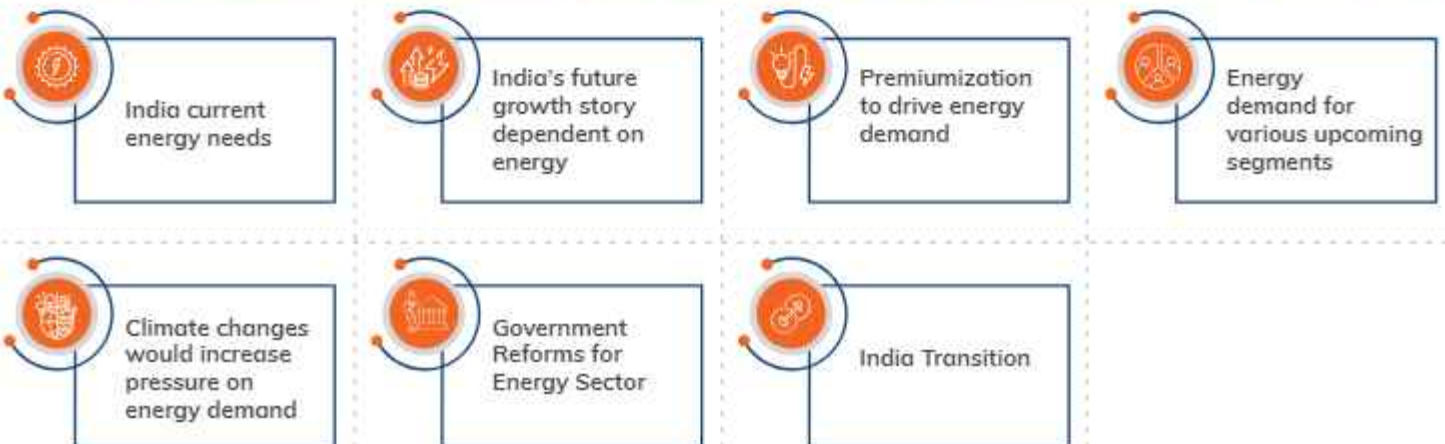 India current
energy needs
India's future
growth story
dependent on
energy
Premiumization
to drive energy
demand
Energy
demand for
various upcoming
segments
Climate changes
would increase
pressure on
energy demand
Government
Reforms for
Energy Sector
India Transition